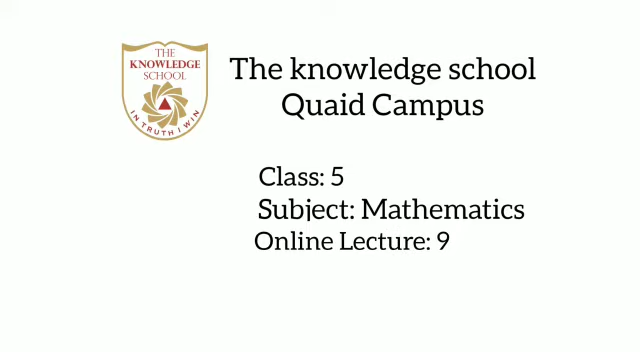 THE
KNOWLEDGE
SCHOOL
IN TRUTH I WIN
The knowledge school
Quaid Campus
Class: 5
Subject: Mathematics
Online Lecture: 9